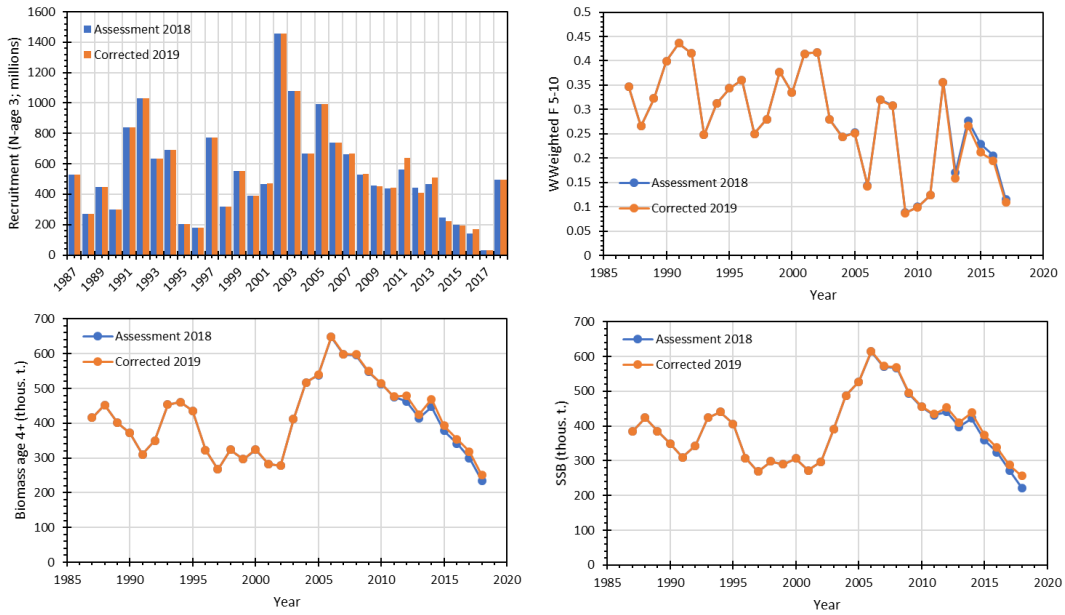 Recruitment (N-age 3; millions)
1600
1400
1200
1000
800
600
400
200
0
Assessment 2018
Corrected 2019
1987
1989
1991
1993
1995
1997
1999
2001
2003
2005
2007
2009
2011
2013
2015
2017
WWeighted F 5-10
0.5
0.45
0.4
0.35
0.3
0.25
0.2
0.15
0.1
0.05
0
Assessment 2018
Corrected 2019
1985 1990 1995 2000 2005 2010 2015 2020
Year
Biomass age 4+ (thous. t.)
700
600
500
400
300
200
100
0
Assessment 2018
Corrected 2019
1985 1990 1995 2000 2005 2010 2015 2020
Year
SSB (thous. t.)
700
600
500
400
300
200
100
0
Assessment 2018
Corrected 2019
1985 1990 1995 2000 2005 2010 2015 2020
Year